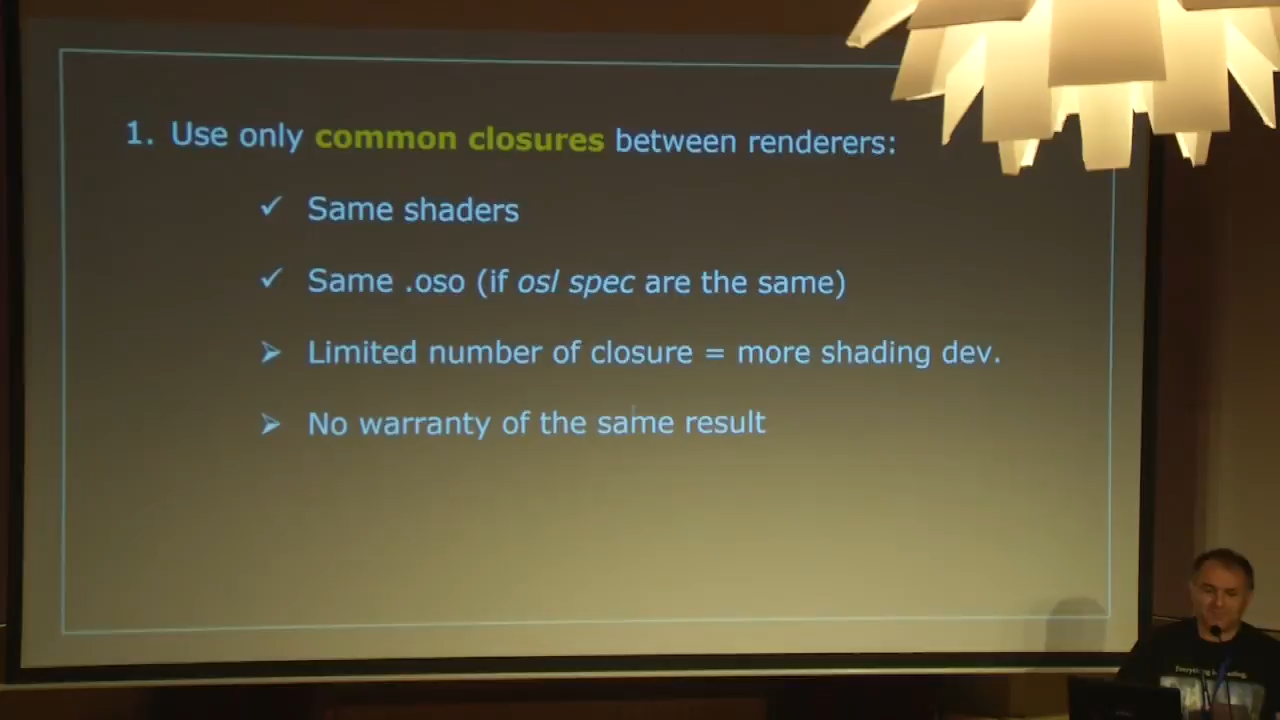 1. Use only common closures between renderers:
✓ Same shaders
✓ Same .oso (if osl spec are the same)
➢ Limited number of closure = more shading dev.
➢ No warranty of the same result